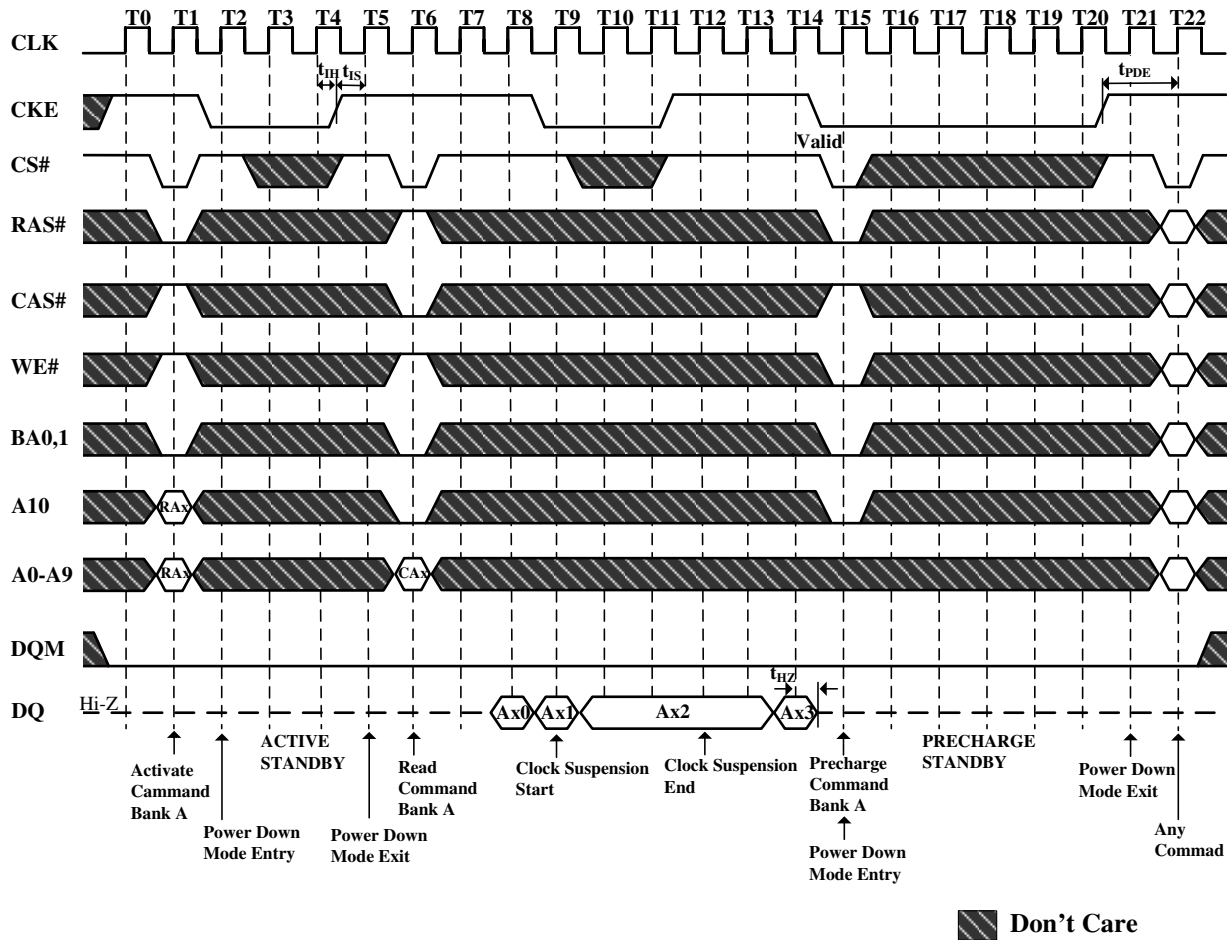 T0 T1 T2 T3 T4 T5 T6 T7 T8 T9 T10 T11 T12 T13 T14 T15 T16 T17 T18 T19 T20 T21 T22
CLK
tIH tIS tPDE
CKE
Valid
CS#
RAS#
CAS#
WE#
BA0,1
A10 RAx
A0-A9 RAx CAx
DQM
tHZ
DQ Hi-Z Ax0 Ax1 Ax2 Ax3
Activate
Cammand
Bank A
Power Down
Mode Entry
ACTIVE
STANDBY
Power Down
Mode Exit
Read
Command
Bank A
Clock Suspension
Start
Clock Suspension
End
Precharge
Command
Bank A
Power Down
Mode Entry
PRECHARGE
STANDBY
Power Down
Mode Exit
Any
Commad
Don't Care